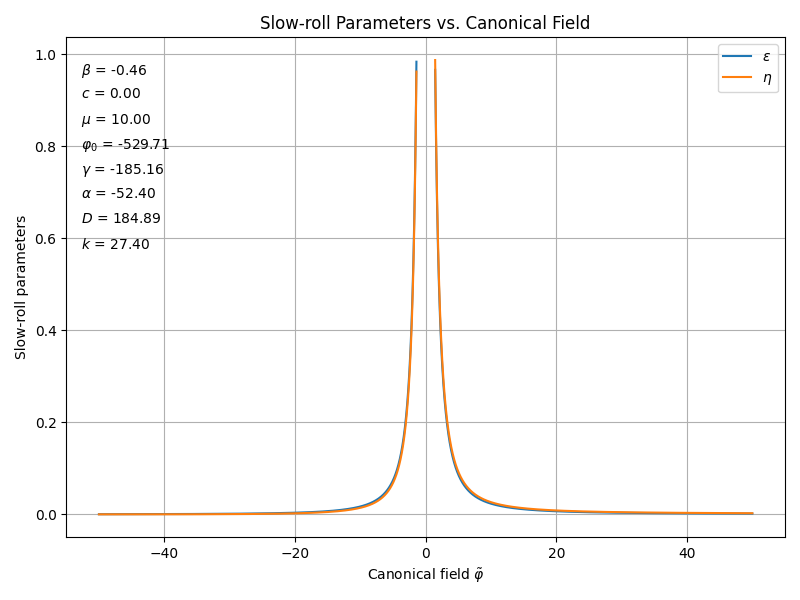 Slow-roll Parameters vs. Canonical Field
1.0
0.8
0.6
0.4
0.2
0.0
Slow-roll parameters
β = -0.46
c = 0.00
μ = 10.00
φ₀ = -529.71
γ = -185.16
α = -52.40
D = 184.89
k = 27.40
ε
η
−40
−20
0
20
40
Canonical field φ̃